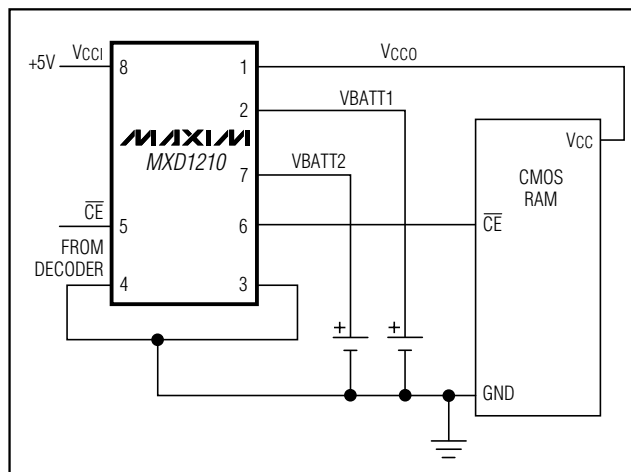 +5V
VCCI
8
1
VCCO
2
VBATT1
MAXIM
MXD1210
VBATT2
7
VCC
CMOS
RAM
CE
5
6
CE
FROM
DECODER
4
3
+
+
GND